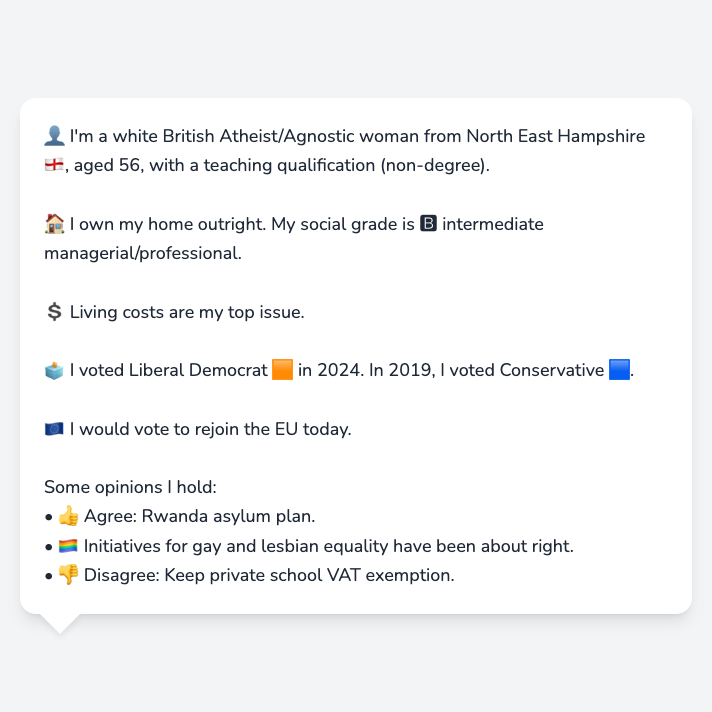 👤 I'm a white British Atheist/Agnostic woman from North East Hampshire
🏴󠁧󠁢󠁥󠁮󠁧󠁿, aged 56, with a teaching qualification (non-degree).
🏠 I own my home outright. My social grade is 🅱 intermediate
managerial/professional.
💲 Living costs are my top issue.
🗳️ I voted Liberal Democrat 🟧 in 2024. In 2019, I voted Conservative 🟦.
🇪🇺 I would vote to rejoin the EU today.
Some opinions I hold:
• 👍 Agree: Rwanda asylum plan.
• 🏳️‍🌈 Initiatives for gay and lesbian equality have been about right.
• 👎 Disagree: Keep private school VAT exemption.